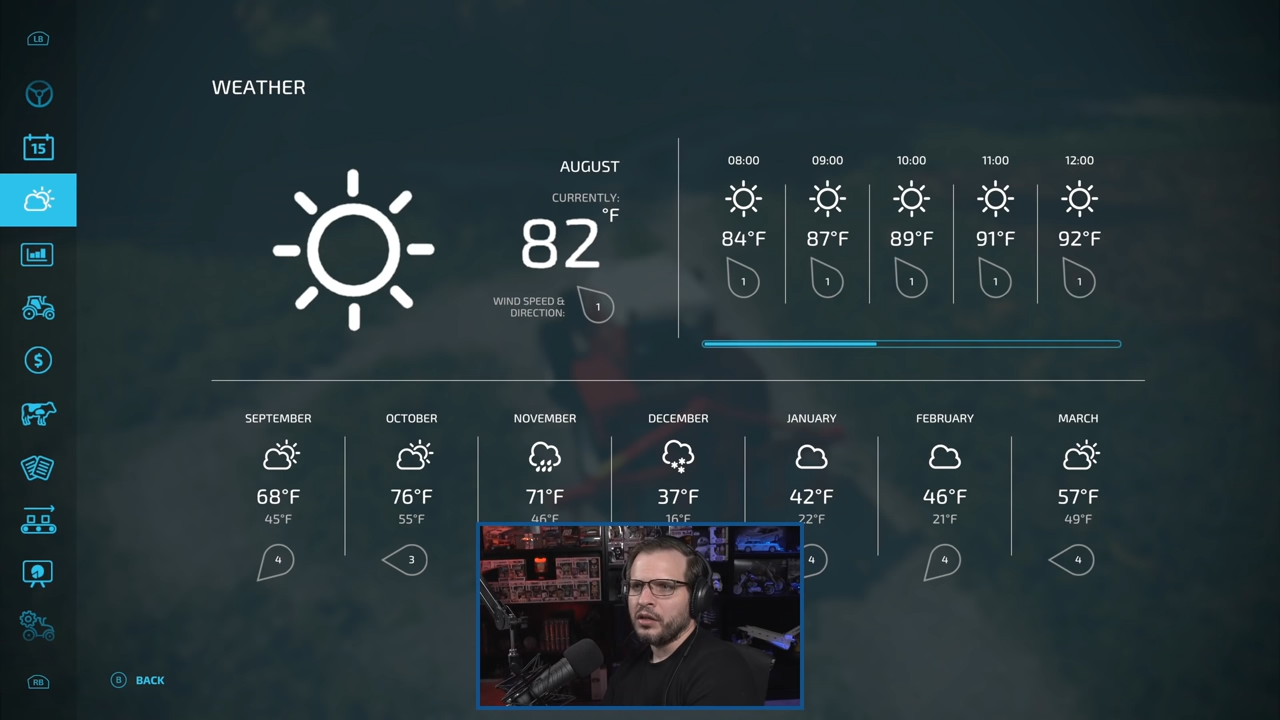 LB
15
WEATHER
AUGUST
CURRENTLY:
82°F
WIND SPEED &
DIRECTION:
1
08:00 09:00 10:00 11:00 12:00
84°F 87°F 89°F 91°F 92°F
1 1 1 1 1
SEPTEMBER OCTOBER NOVEMBER DECEMBER JANUARY FEBRUARY MARCH
68°F 76°F 71°F 37°F 42°F 46°F 57°F
45°F 55°F 46°F 16°F 22°F 21°F 49°F
4 3 4 4 4
$
RB
B BACK